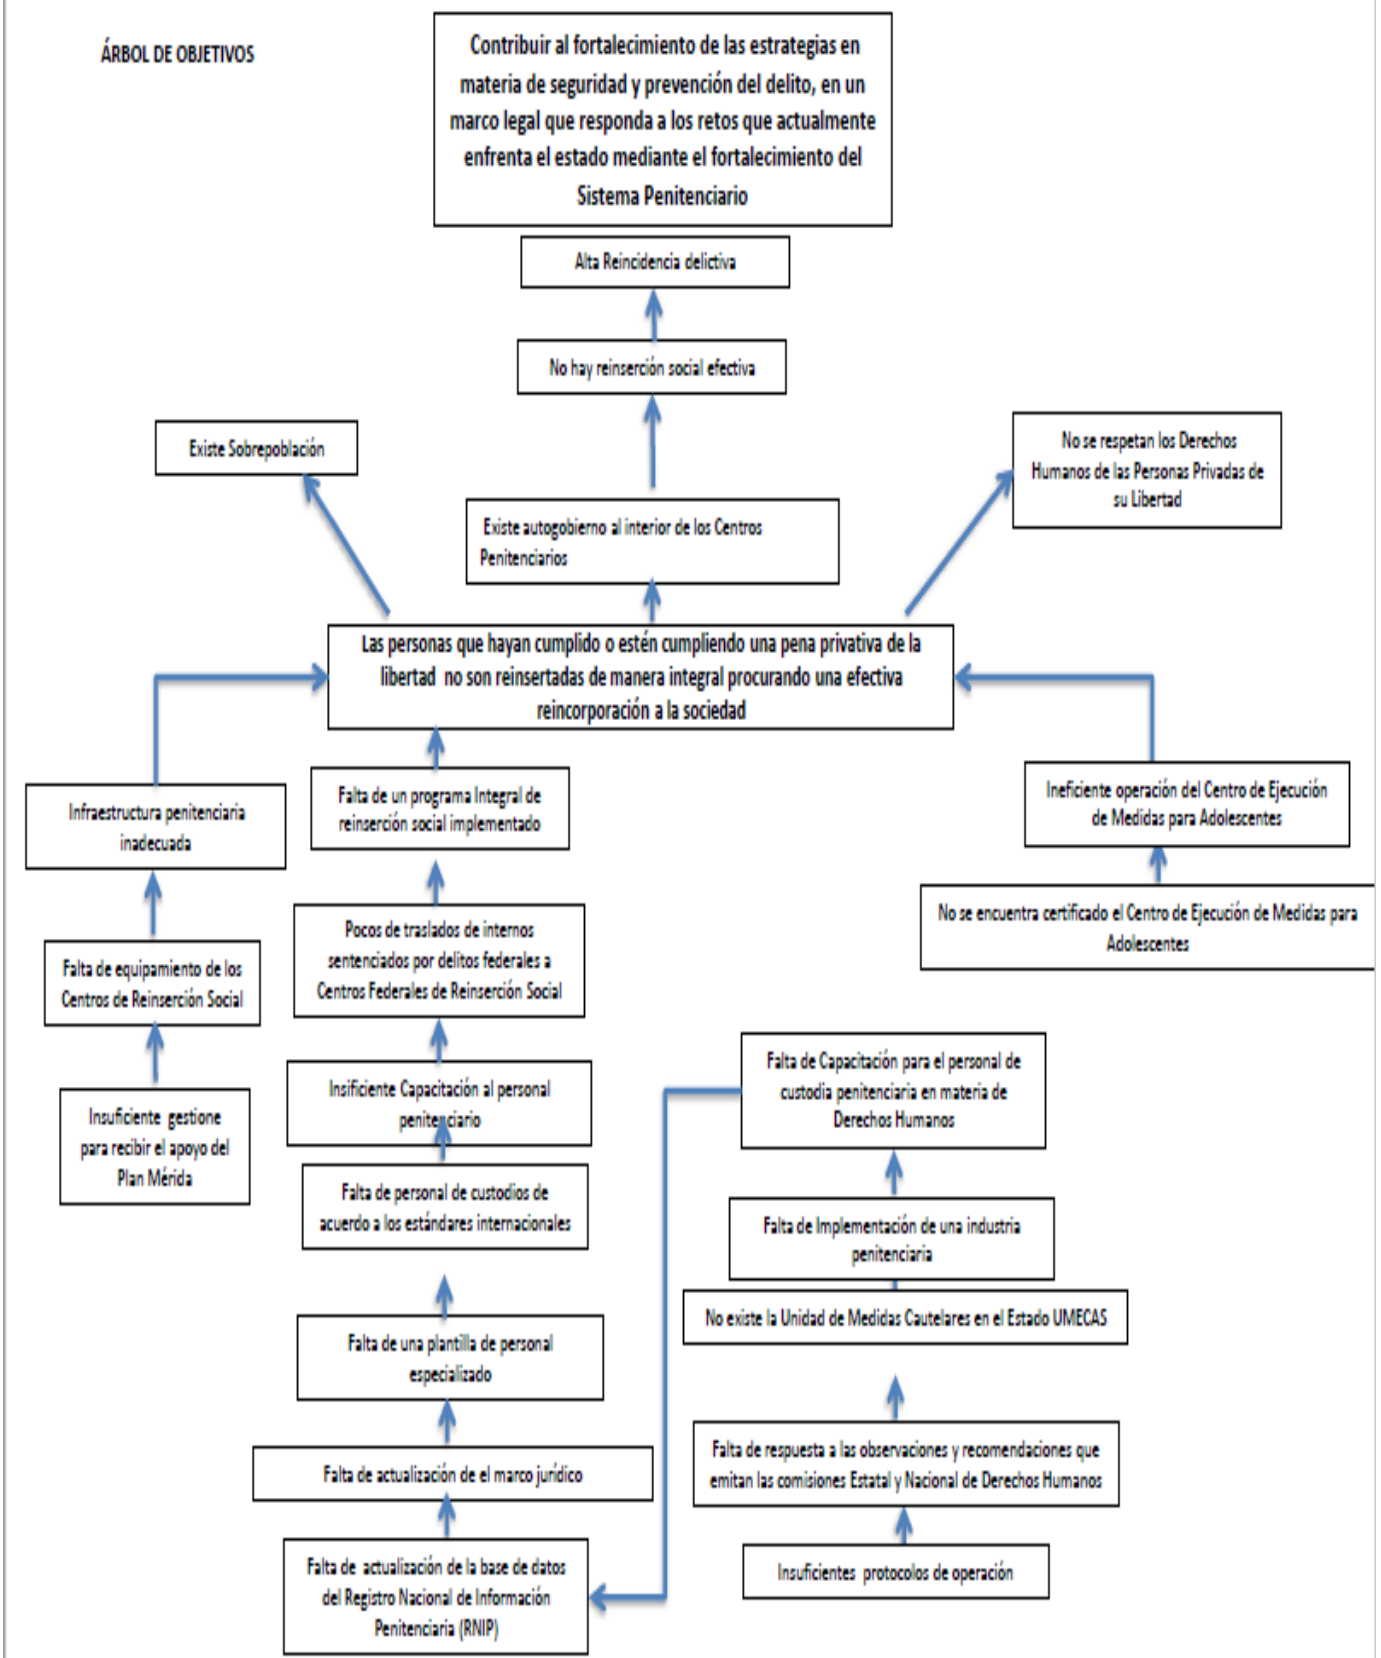 ÁRBOL DE OBJETIVOS
Contribuir al fortalecimiento de las estrategias en
materia de seguridad y prevención del delito, en un
marco legal que responda a los retos que actualmente
enfrenta el estado mediante el fortalecimiento del
Sistema Penitenciario
Alta Reincidencia delictiva
No hay reinserción social efectiva
Existe Sobrepoblación
No se respetan los Derechos
Humanos de las Personas Privadas de
su Libertad
Existe autogobierno al interior de los Centros
Penitenciarios
Las personas que hayan cumplido o estén cumpliendo una pena privativa de la
libertad no son reinsertadas de manera integral procurando una efectiva
reincorporación a la sociedad
Infraestructura penitenciaria
inadecuada
Falta de un programa Integral de
reinserción social implementado
Ineficiente operación del Centro de Ejecución
de Medidas para Adolescentes
No se encuentra certificado el Centro de Ejecución de Medidas para
Adolescentes
Falta de equipamiento de los
Centros de Reinserción Social
Pocos de traslados de internos
sentenciados por delitos federales a
Centros Federales de Reinserción Social
Insuficiente gestione
para recibir el apoyo del
Plan Mérida
Insificiente Capacitación al personal
penitenciario
Falta de Capacitación para el personal de
custodia penitenciaria en materia de
Derechos Humanos
Falta de personal de custodios de
acuerdo a los estándares internacionales
Falta de Implementación de una industria
penitenciaria
No existe la Unidad de Medidas Cautelares en el Estado UMECAS
Falta de una plantilla de personal
especializado
Falta de actualización de el marco jurídico
Falta de respuesta a las observaciones y recomendaciones que
emitan las comisiones Estatal y Nacional de Derechos Humanos
Falta de actualización de la base de datos
del Registro Nacional de Información
Penitenciaria (RNIP)
Insuficientes protocolos de operación